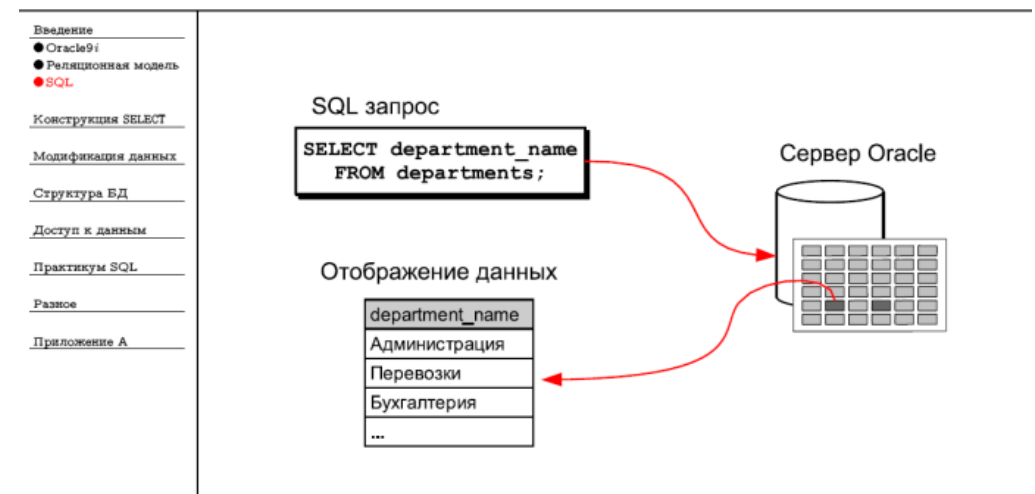 Введение
Oracle9i
Реляционная модель
SQL
Конструкция SELECT
Модификация данных
Структура БД
Доступ к данным
Практикум SQL
Разное
Приложение A
SQL запрос
SELECT department_name
FROM departments;
Сервер Oracle
Отображение данных
department_name
Администрация
Перевозки
Бухгалтерия
...